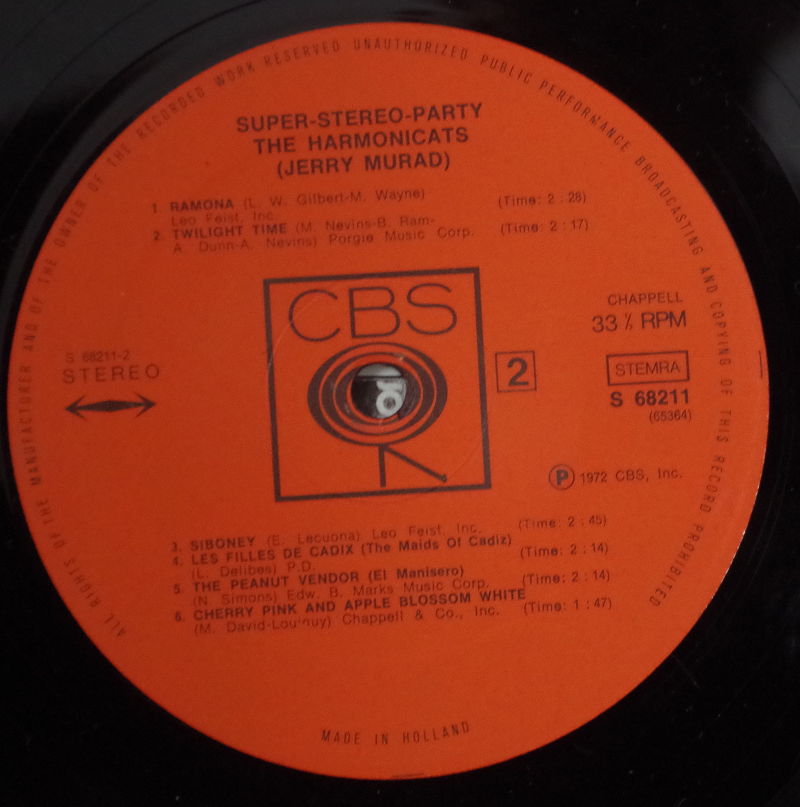 ALL RIGHTS OF THE MANUFACTURER AND OF THE OWNER OF THE RECORDED WORK RESERVED UNAUTHORIZED PUBLIC PERFORMANCE BROADCASTING AND COPYING OF THIS RECORD PROHIBITED
SUPER-STEREO-PARTY
THE HARMONICATS
(JERRY MURAD)
1. RAMONA (L. W. Gilbert-M. Wayne) (Time: 2 : 28)
Leo Feist, Inc.
2. TWILIGHT TIME (M. Nevins-B. Ram- (Time: 2 : 17)
A. Dunn-A. Nevins) Porgie Music Corp.
CBS
CHAPPELL
33 ⅓ RPM
S 68211-2
STEREO
2
STEMRA
S 68211
(65364)
Ⓟ 1972 CBS, Inc.
3. SIBONEY (E. Lecuona) Leo Feist, Inc. (Time: 2 : 45)
4. LES FILLES DE CADIX (The Maids Of Cadiz) (Time: 2 : 14)
(L. Delibes) P.D.
5. THE PEANUT VENDOR (El Manisero) (Time: 2 : 14)
(N. Simons) Edw. B. Marks Music Corp.
6. CHERRY PINK AND APPLE BLOSSOM WHITE (Time: 1 : 47)
(M. David-Louiguy) Chappell & Co., Inc.
MADE IN HOLLAND